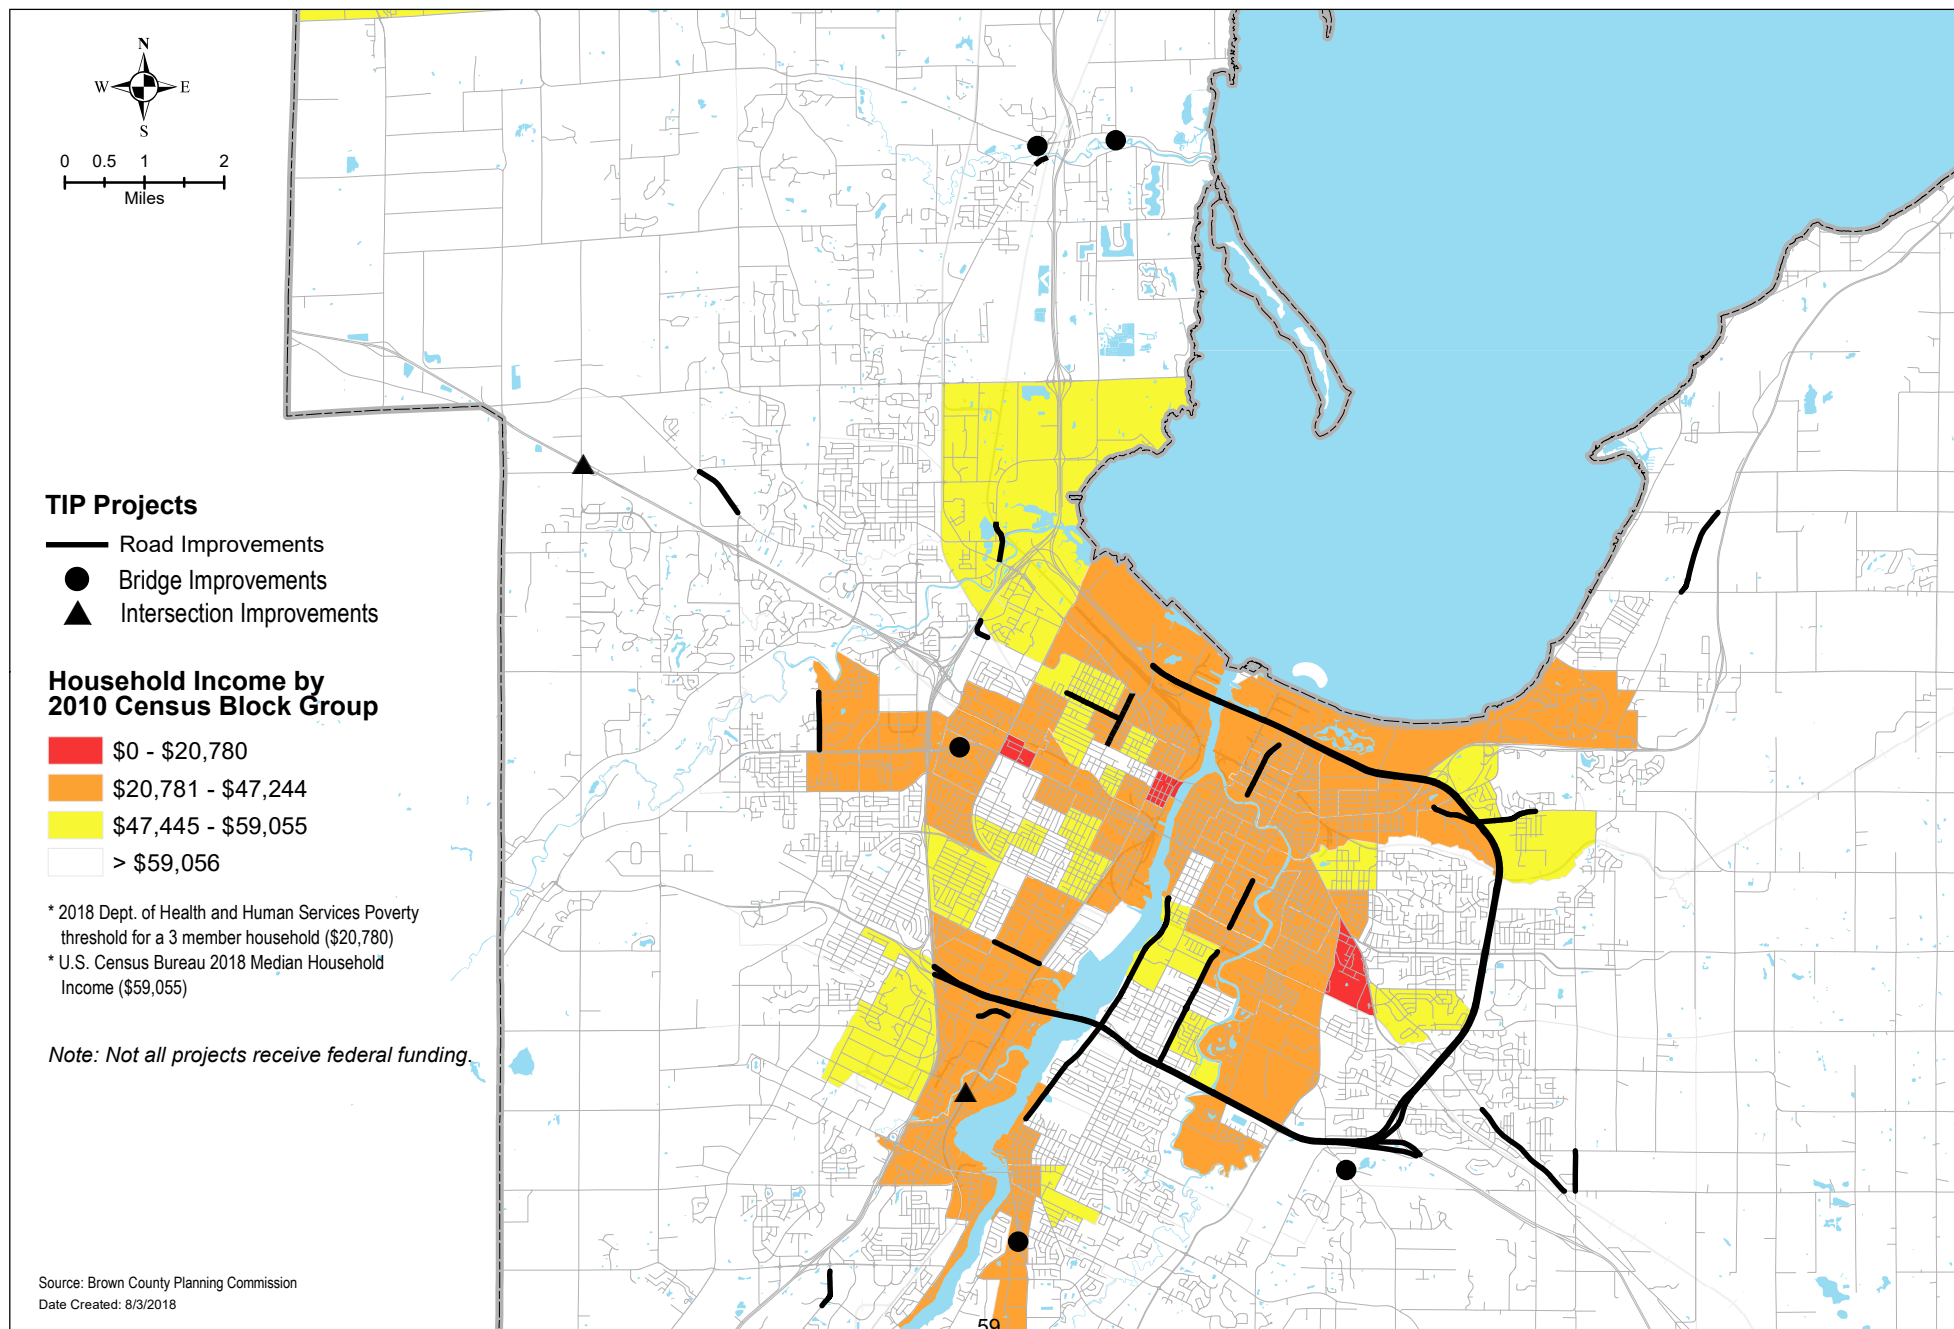 N
W E
S
0 0.5 1 2
Miles
TIP Projects
Road Improvements
Bridge Improvements
Intersection Improvements
Household Income by
2010 Census Block Group
$0 - $20,780
$20,781 - $47,244
$47,445 - $59,055
> $59,056
* 2018 Dept. of Health and Human Services Poverty
threshold for a 3 member household ($20,780)
* U.S. Census Bureau 2018 Median Household
Income ($59,055)
Note: Not all projects receive federal funding.
Source: Brown County Planning Commission
Date Created: 8/3/2018
59